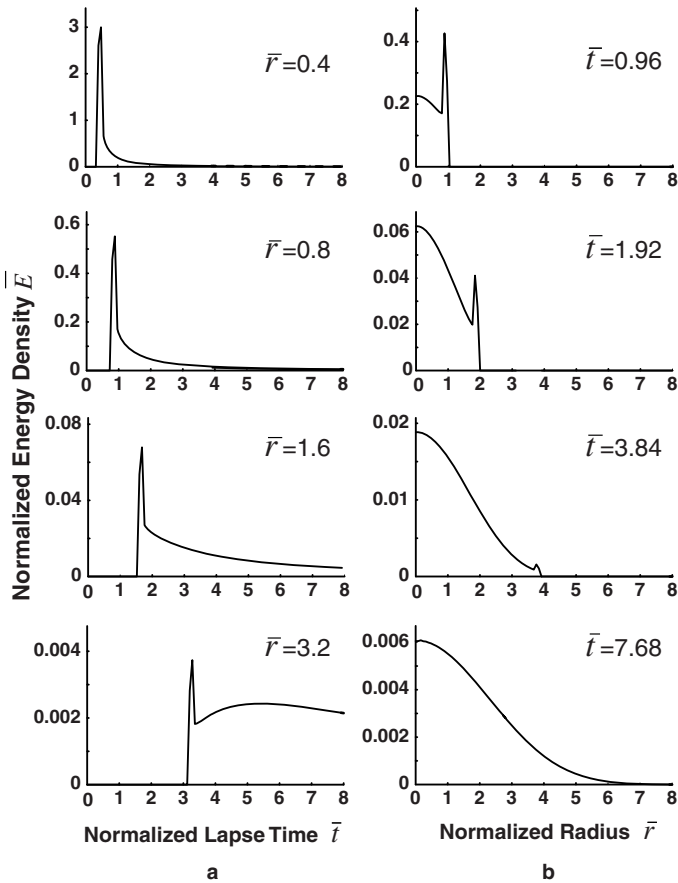 Normalized Energy Density E̅
r̅=0.4
3
2
1
0
0 1 2 3 4 5 6 7 8
r̅=0.8
0.6
0.4
0.2
0
0 1 2 3 4 5 6 7 8
r̅=1.6
0.08
0.04
0
0 1 2 3 4 5 6 7 8
r̅=3.2
0.004
0.002
0
0 1 2 3 4 5 6 7 8
Normalized Lapse Time t̅
a
t̅=0.96
0.4
0.2
0
0 1 2 3 4 5 6 7 8
t̅=1.92
0.06
0.04
0.02
0
0 1 2 3 4 5 6 7 8
t̅=3.84
0.02
0.01
0
0 1 2 3 4 5 6 7 8
t̅=7.68
0.006
0.004
0.002
0
0 1 2 3 4 5 6 7 8
Normalized Radius r̅
b